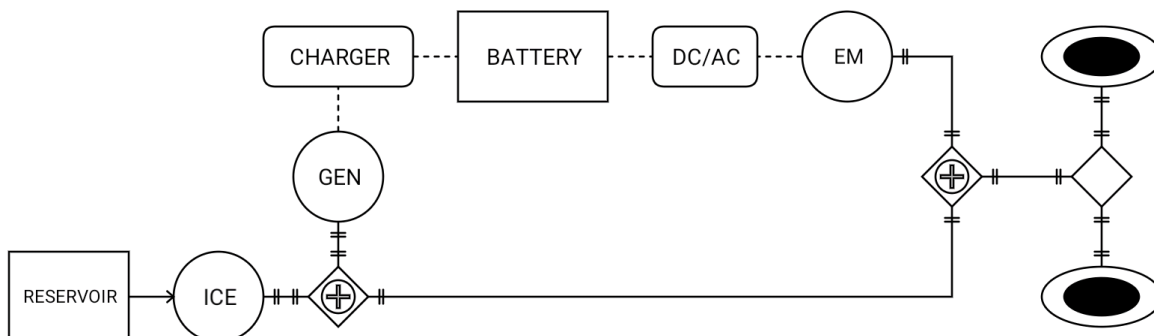 CHARGER
BATTERY
DC/AC
EM
GEN
RESERVOIR
ICE